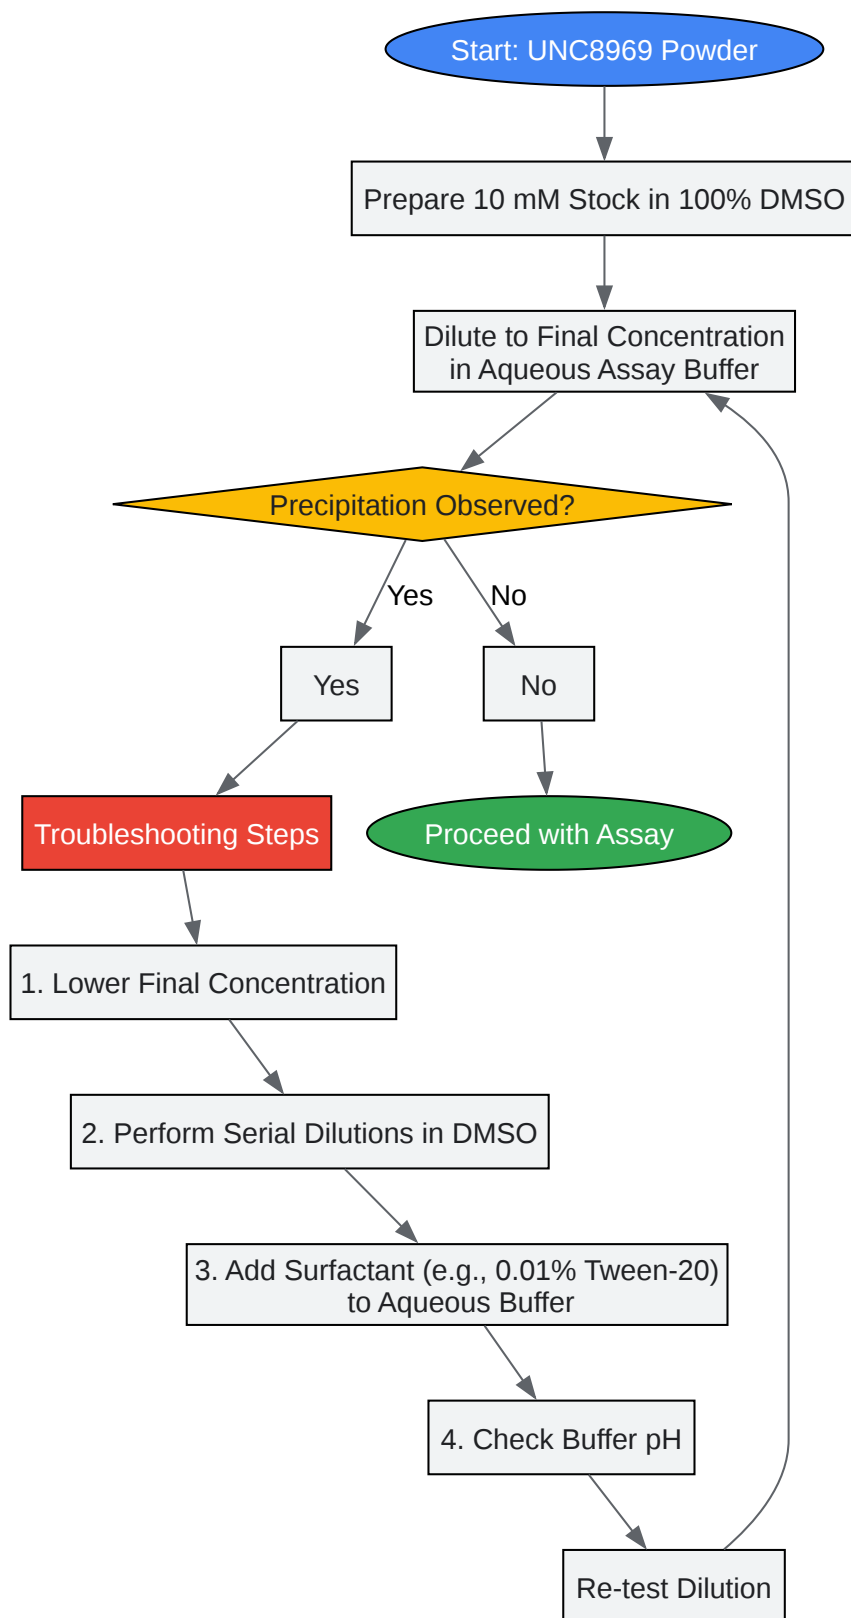 Start: UNC8969 Powder
Prepare 10 mM Stock in 100% DMSO
Dilute to Final Concentration
in Aqueous Assay Buffer
Precipitation Observed?
Yes
No
Yes
No
Troubleshooting Steps
Proceed with Assay
1. Lower Final Concentration
2. Perform Serial Dilutions in DMSO
3. Add Surfactant (e.g., 0.01% Tween-20)
to Aqueous Buffer
4. Check Buffer pH
Re-test Dilution